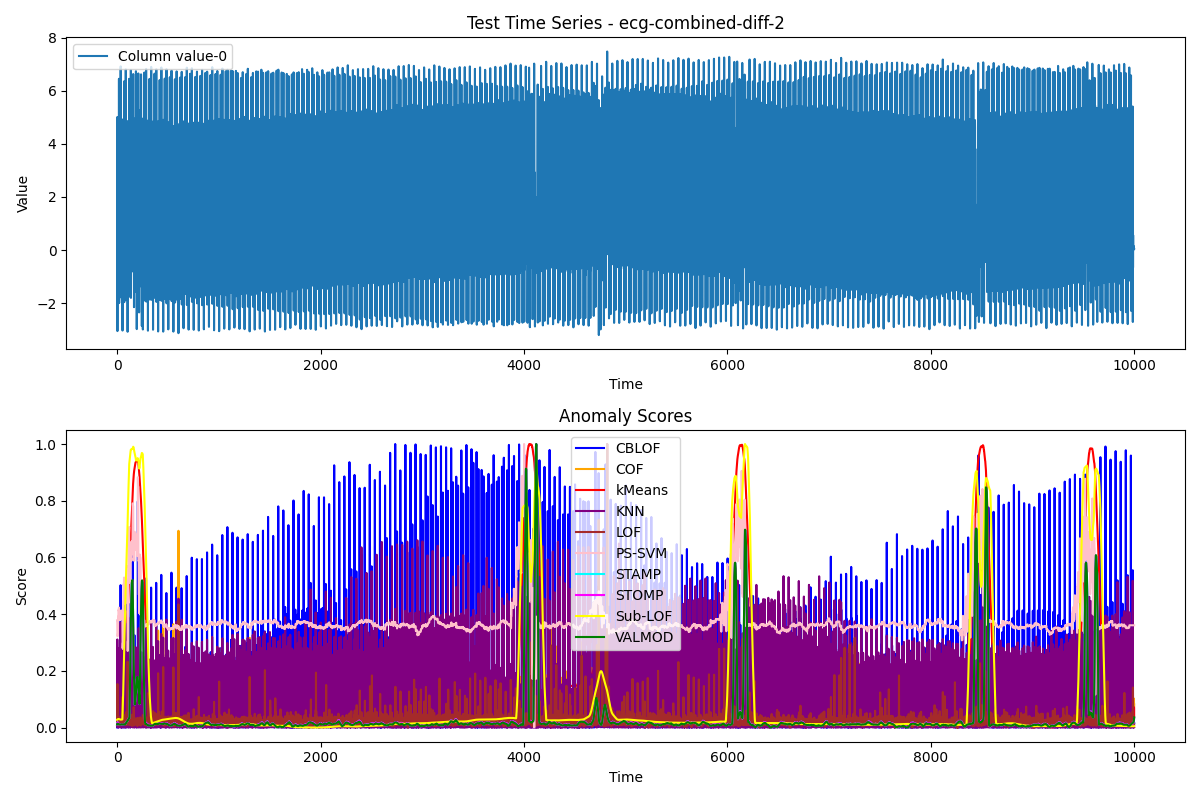 Test Time Series - ecg-combined-diff-2
Column value-0
8
6
4
2
0
−2
Value
0
2000
4000
6000
8000
10000
Time
Anomaly Scores
CBLOF
COF
kMeans
KNN
LOF
PS-SVM
STAMP
STOMP
Sub-LOF
VALMOD
1.0
0.8
0.6
0.4
0.2
0.0
Score
0
2000
4000
6000
8000
10000
Time